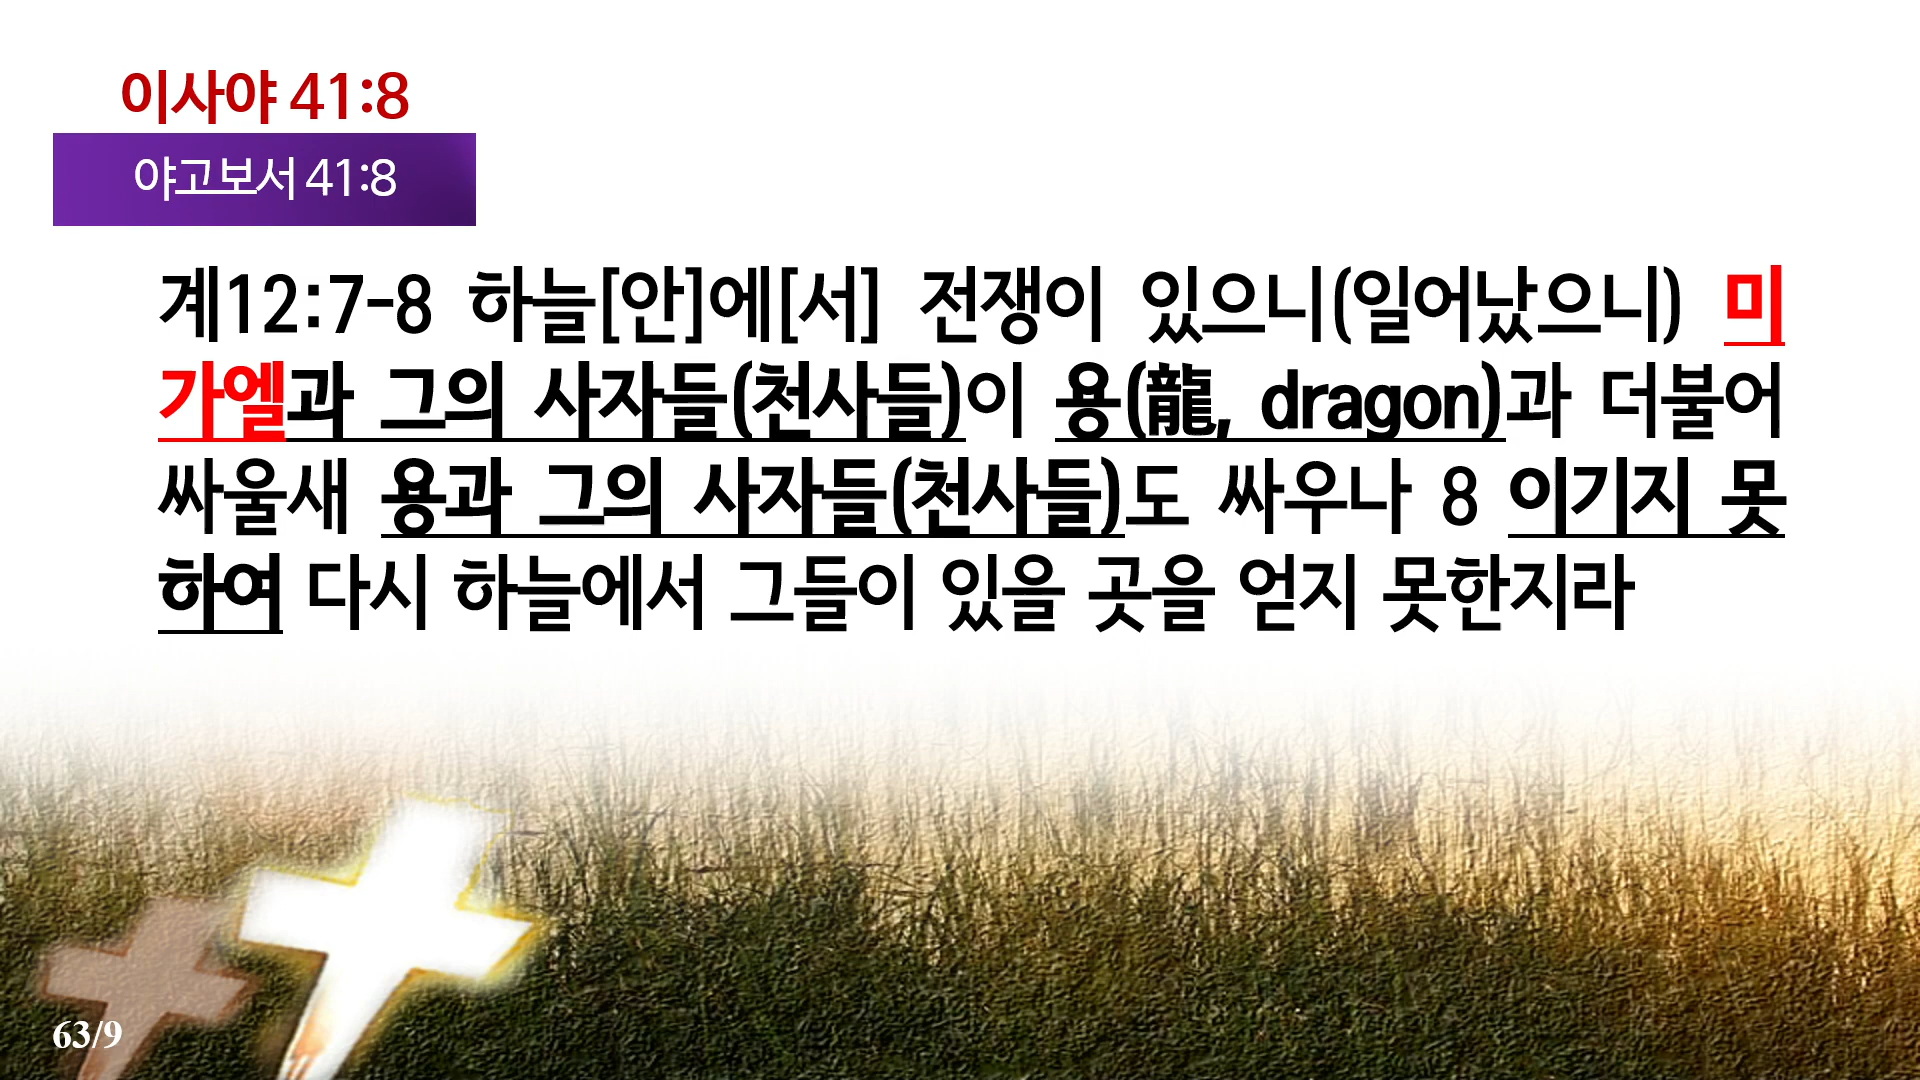 이사야 41:8
야고보서 41:8
계12:7-8 하늘[안]에[서] 전쟁이 있으니(일어났으니) 미
가엘과 그의 사자들(천사들)이 용(龍, dragon)과 더불어
싸울새 용과 그의 사자들(천사들)도 싸우나 8 이기지 못
하여 다시 하늘에서 그들이 있을 곳을 얻지 못한지라
63/9